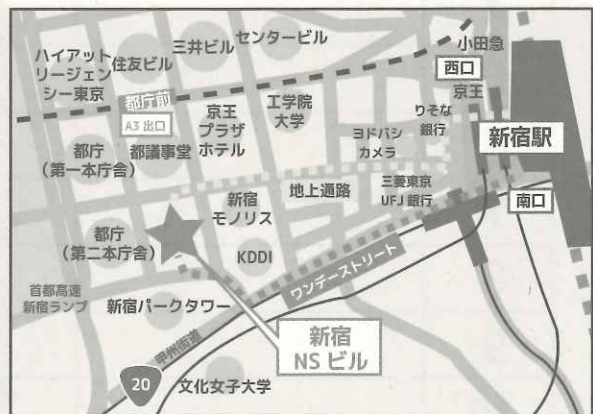 ハイアット
リージェン
シー東京
住友ビル
三井ビル
センタービル
小田急
西口
京王
新宿駅
南口
都庁前
A3 出口
京王
プラザ
ホテル
工学院
大学
りそな
銀行
ヨドバシ
カメラ
都庁
(第一本庁舎)
都議事堂
地上通路
三菱東京
UFJ 銀行
新宿
モノリス
都庁
(第二本庁舎)
KDDI
ワンデーストリート
首都高速
新宿ランプ
新宿パークタワー
甲州街道
新宿
NS ビル
20
文化女子大学